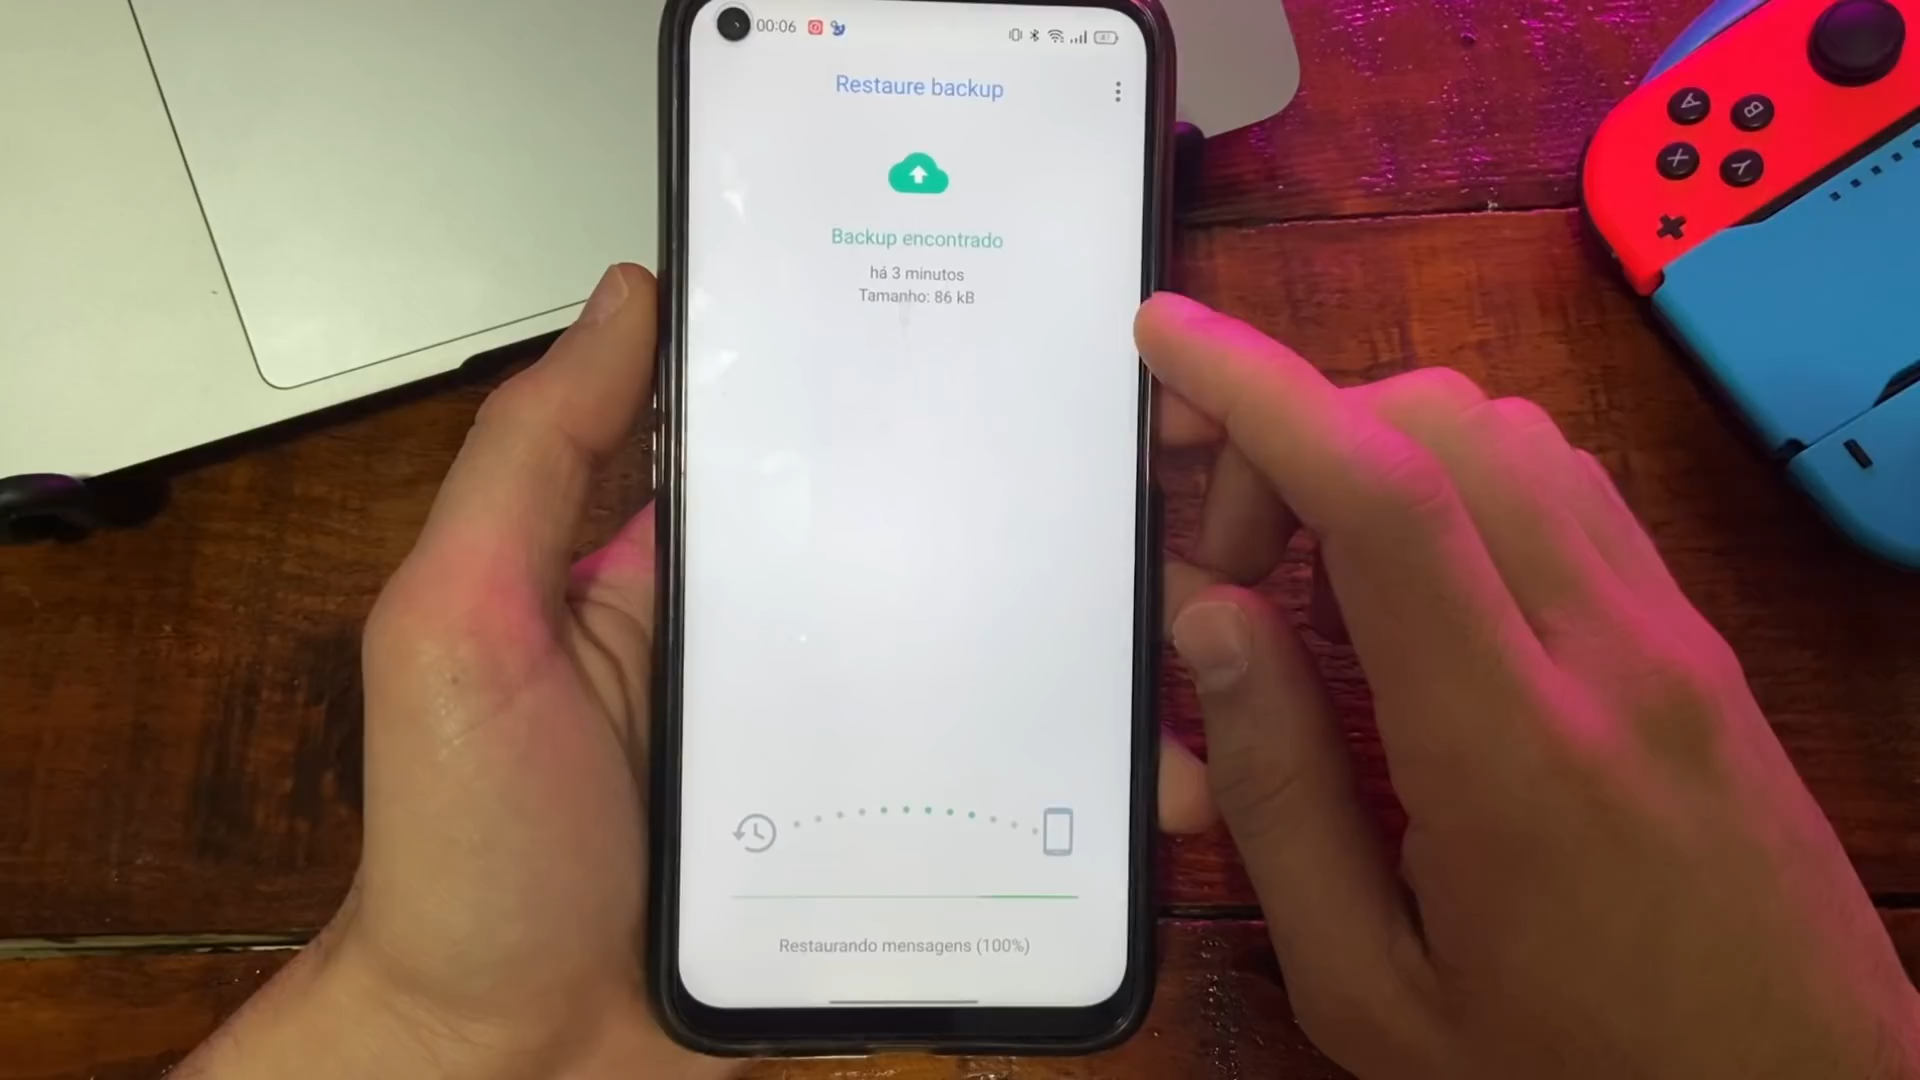 00:06
Restaure backup
Backup encontrado
há 3 minutos
Tamanho: 86 kB
Restaurando mensagens (100%)
A
B
X
Y